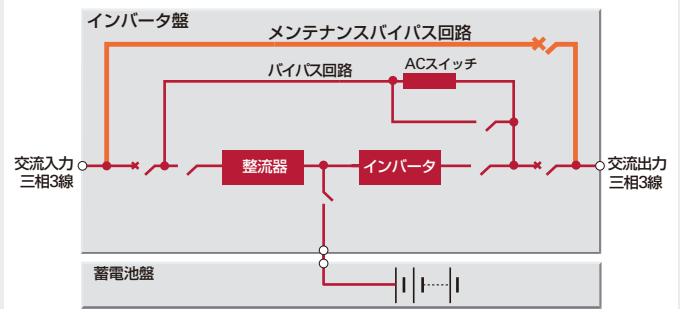 インバータ盤
メンテナンスバイパス回路
バイパス回路
ACスイッチ
交流入力
三相3線
整流器
インバータ
交流出力
三相3線
蓄電池盤